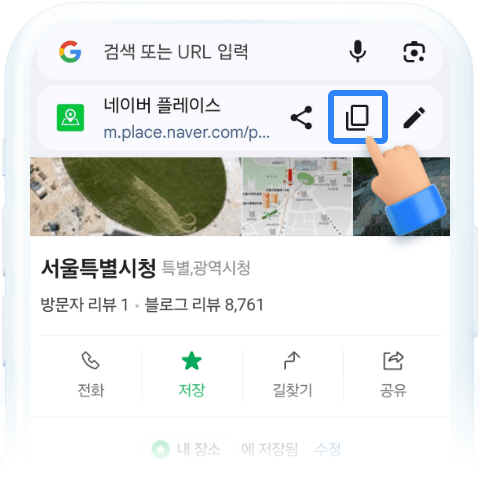 검색 또는 URL 입력
네이버 플레이스
m.place.naver.com/p...
서울특별시청 특별,광역시청
방문자 리뷰 1 • 블로그 리뷰 8,761
전화 저장 길찾기 공유
내 장소 에 저장됨 수정